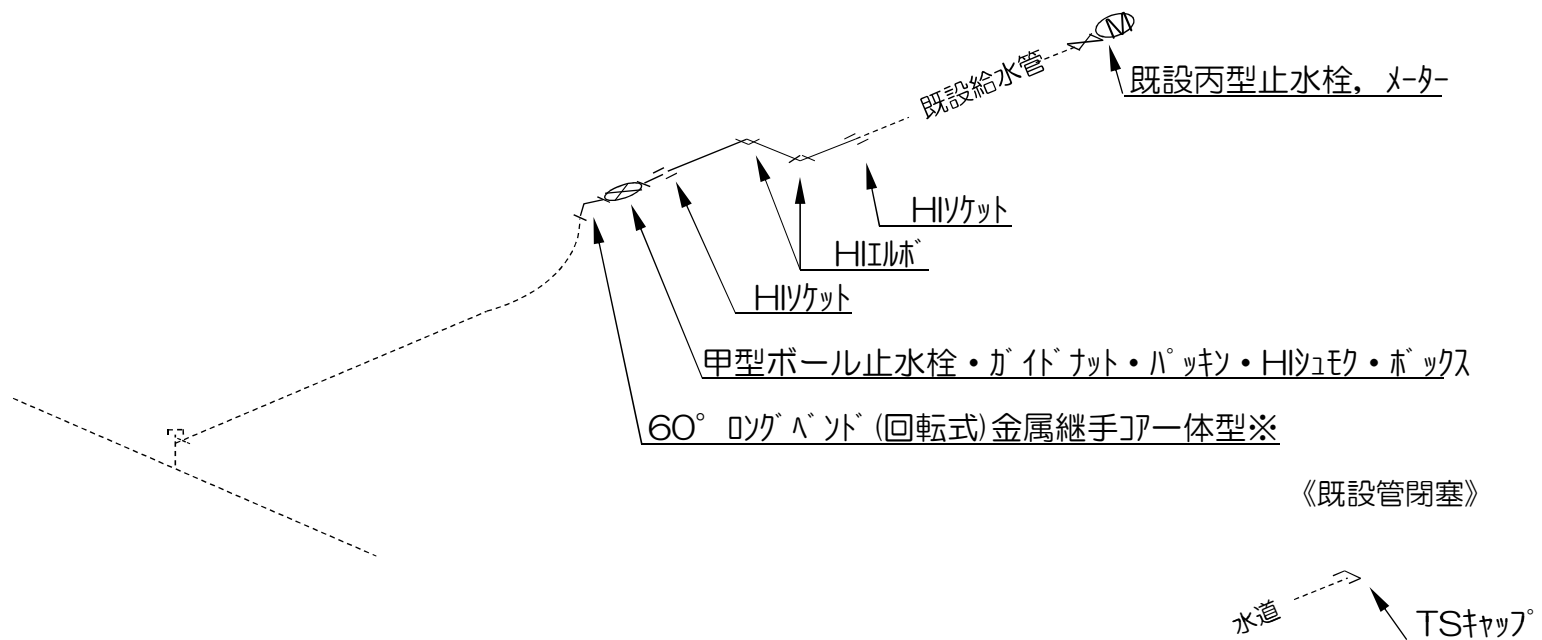 M
既設給水管
既設丙型止水栓，ﾒｰﾀｰ
HIｿｹｯﾄ
HIｴﾙﾎﾞ
HIｿｹｯﾄ
甲型ボール止水栓・ｶﾞｲﾄﾞﾅｯﾄ・ﾊﾟｯｷﾝ・HIｼｭﾓｸ・ﾎﾞｯｸｽ
60°ﾛﾝｸﾞﾍﾞﾝﾄﾞ(回転式)金属継手ｺｱ一体型※
《既設管閉塞》
水道
TSｷｬｯﾌﾟ